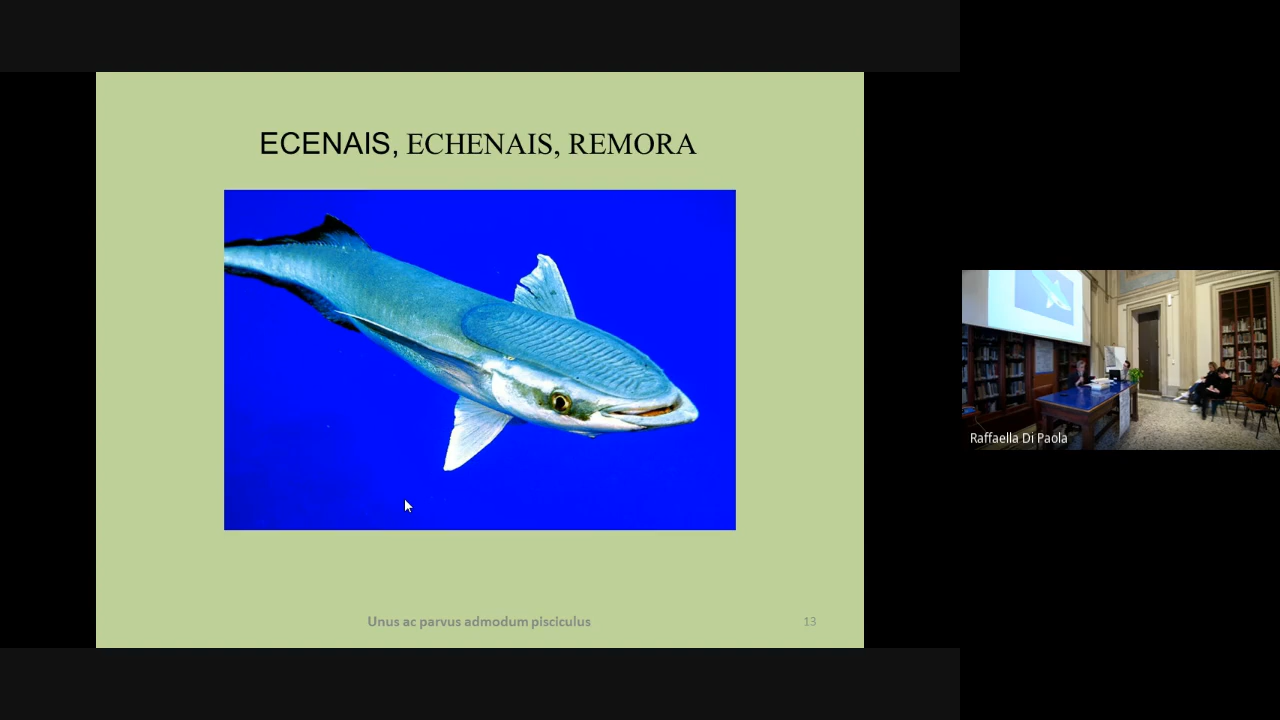 ECENAIS, ECHENAIS, REMORA
Unus ac parvus admodum pisciculus
13
Raffaella Di Paola